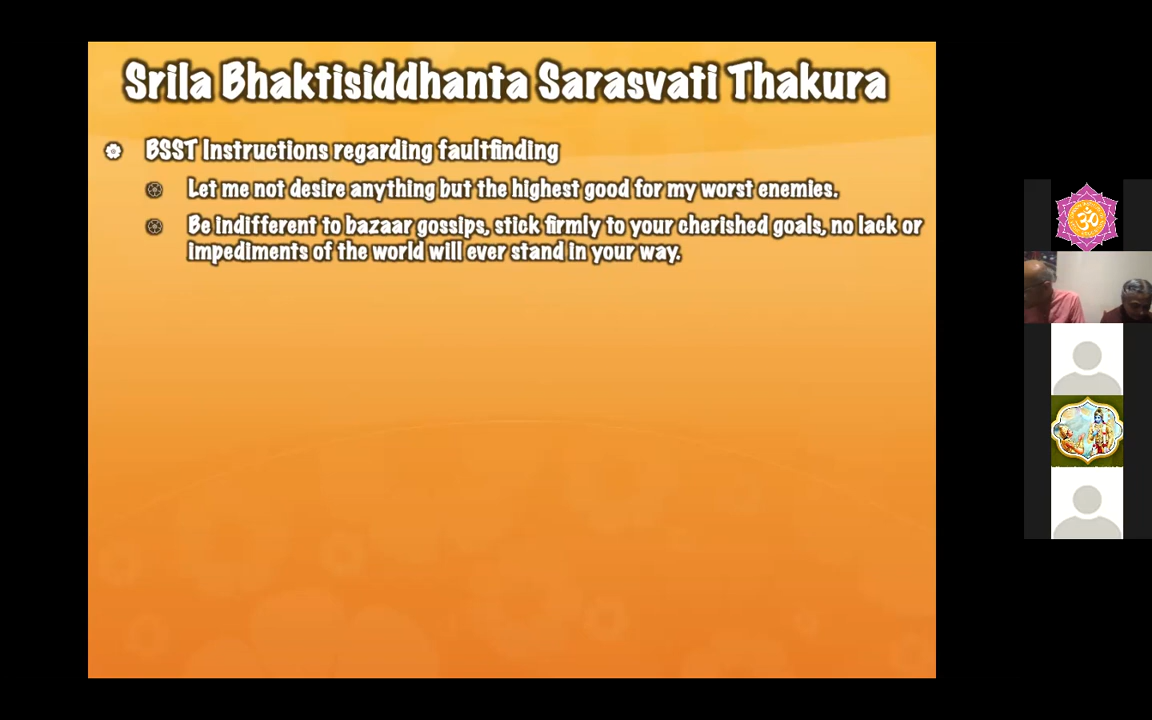 Srila Bhaktisiddhanta Sarasvati Thakura
BSST Instructions regarding faultfinding
Let me not desire anything but the highest good for my worst enemies.
Be indifferent to bazaar gossips, stick firmly to your cherished goals, no lack or
impediments of the world will ever stand in your way.
ॐ